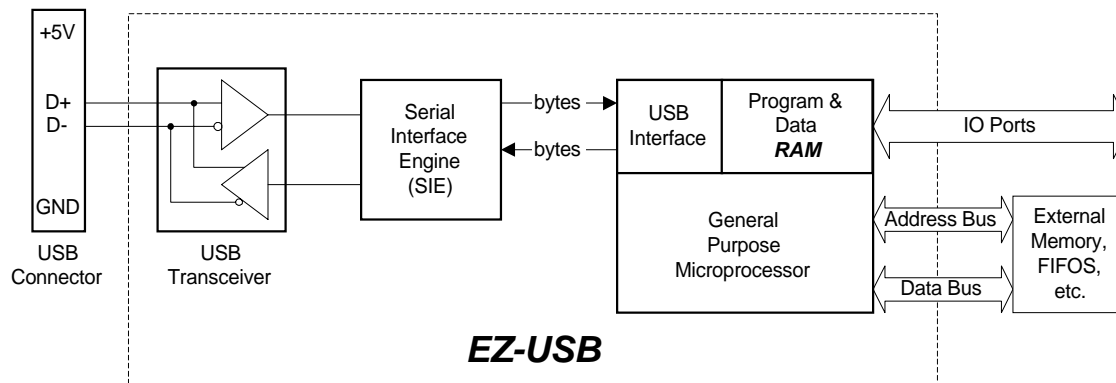 +5V
D+
D-
GND
USB
Connector
USB
Transceiver
Serial
Interface
Engine
(SIE)
bytes
bytes
USB
Interface
Program &
Data
RAM
General
Purpose
Microprocessor
IO Ports
Address Bus
Data Bus
External
Memory,
FIFOS,
etc.
EZ-USB